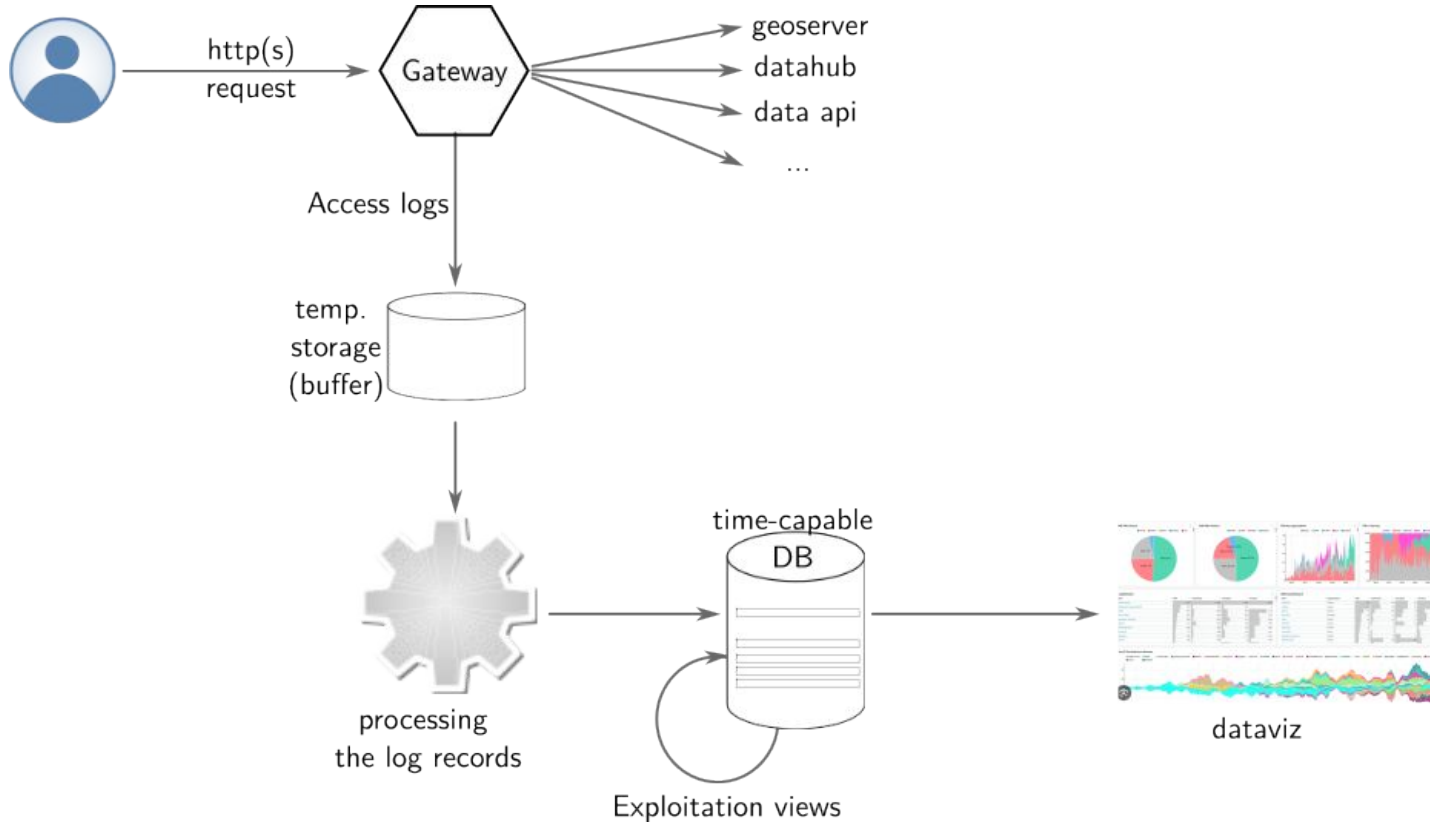 http(s)
request
Gateway
geoserver
datahub
data api
...
Access logs
temp.
storage
(buffer)
time-capable
DB
processing
the log records
Exploitation views
dataviz